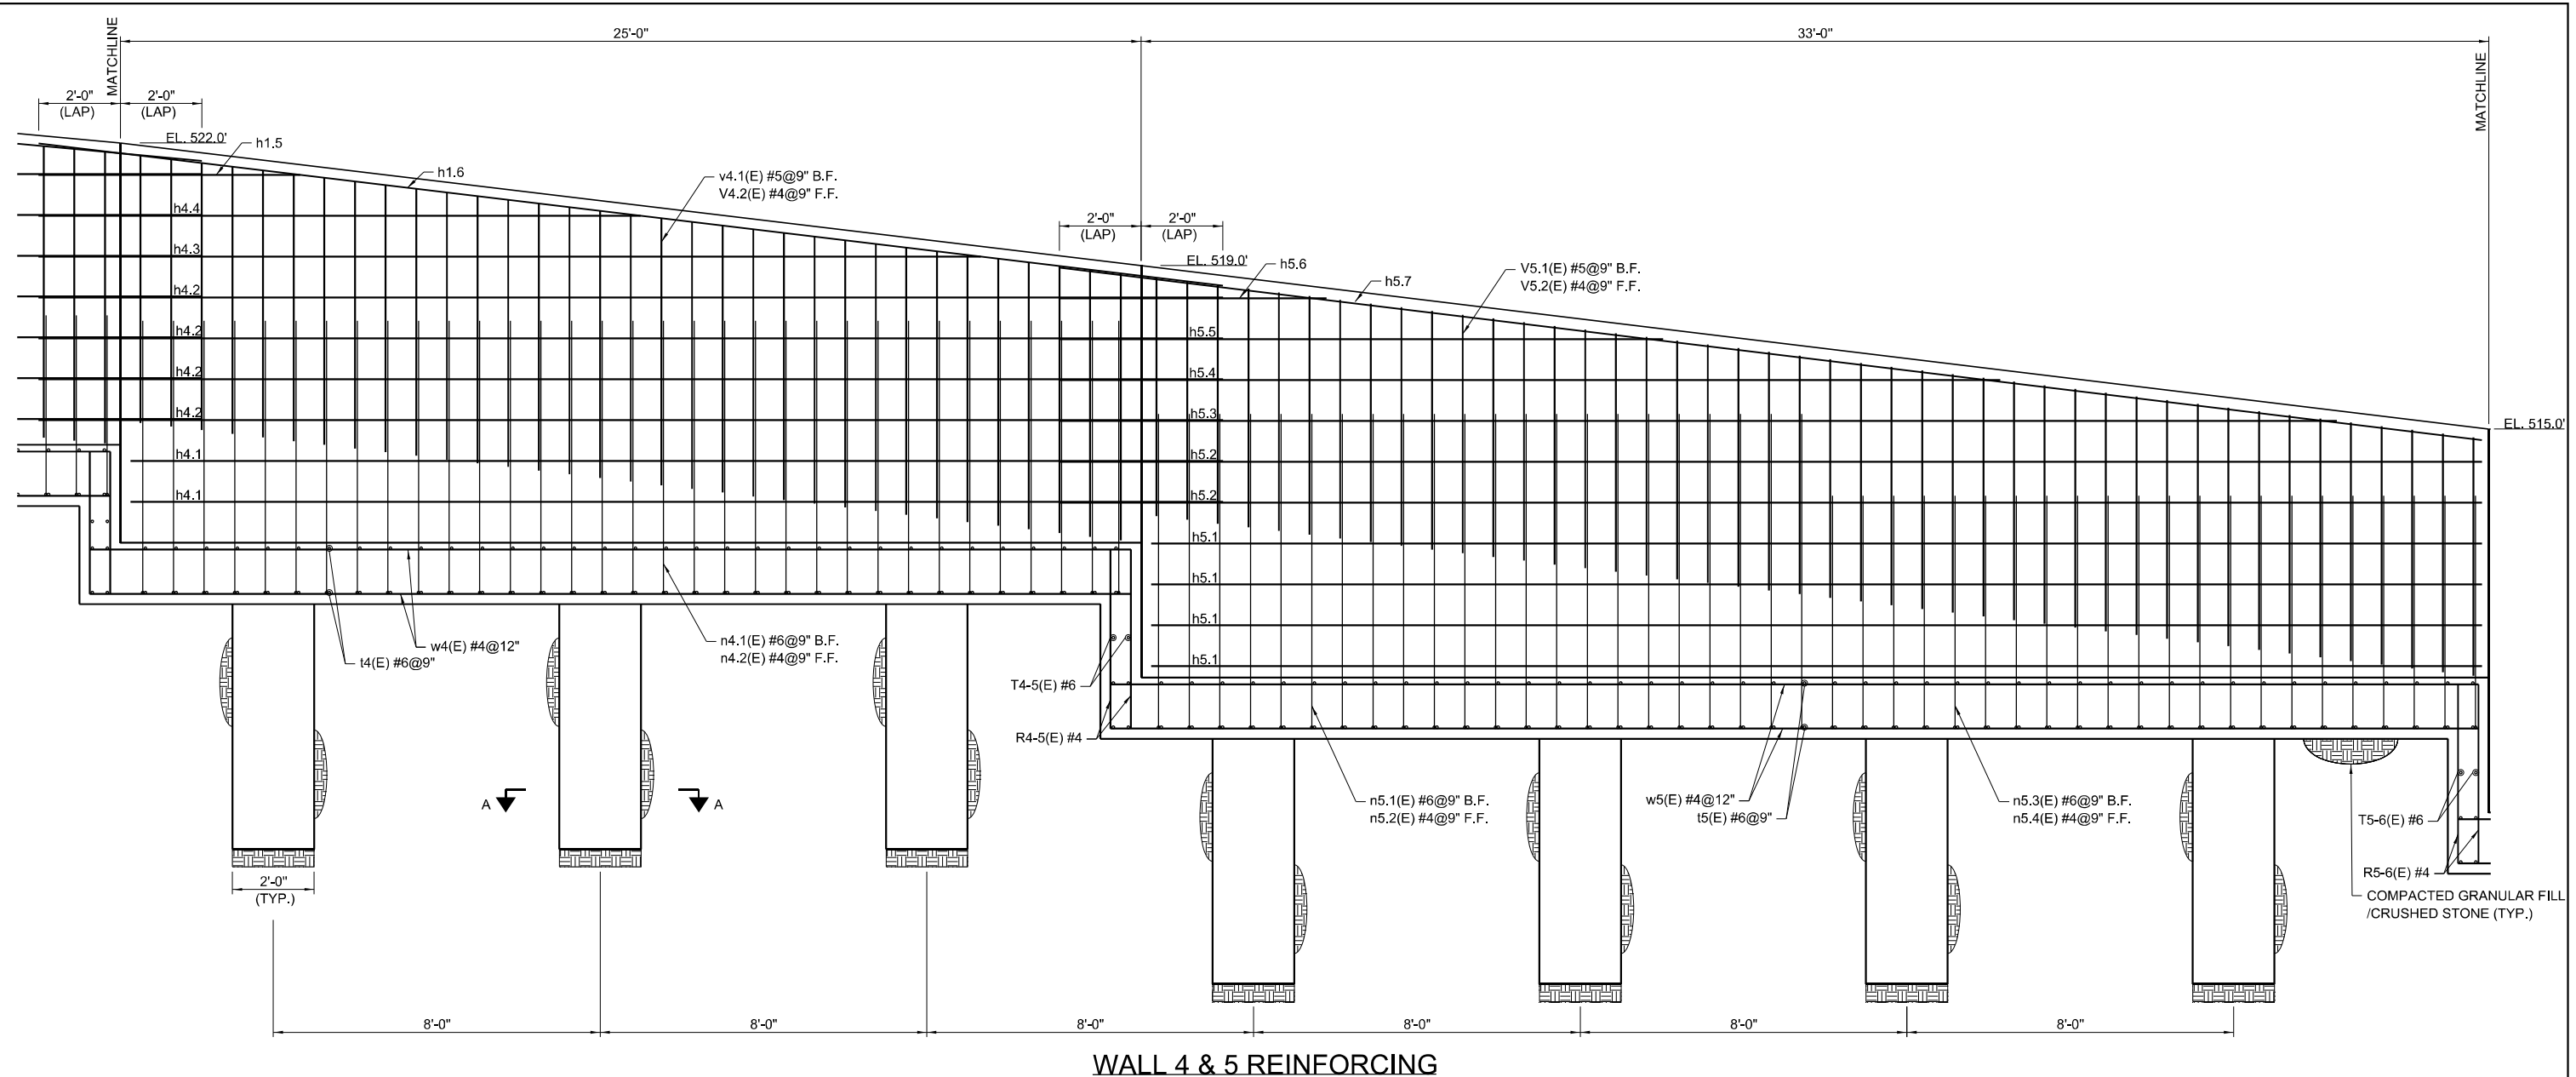 MATCHLINE
25'-0"
33'-0"
MATCHLINE
2'-0"
(LAP)
2'-0"
(LAP)
EL. 522.0'
h1.5
h1.6
v4.1(E) #5@9" B.F.
V4.2(E) #4@9" F.F.
h4.4
h4.3
h4.2
h4.2
h4.2
h4.2
h4.1
h4.1
2'-0"
(LAP)
2'-0"
(LAP)
EL. 519.0'
h5.6
h5.7
V5.1(E) #5@9" B.F.
V5.2(E) #4@9" F.F.
h5.5
h5.4
h5.3
h5.2
h5.2
h5.1
h5.1
h5.1
h5.1
EL. 515.0'
w4(E) #4@12"
t4(E) #6@9"
n4.1(E) #6@9" B.F.
n4.2(E) #4@9" F.F.
T4-5(E) #6
R4-5(E) #4
A
A
n5.1(E) #6@9" B.F.
n5.2(E) #4@9" F.F.
w5(E) #4@12"
t5(E) #6@9"
n5.3(E) #6@9" B.F.
n5.4(E) #4@9" F.F.
T5-6(E) #6
R5-6(E) #4
COMPACTED GRANULAR FILL
/CRUSHED STONE (TYP.)
2'-0"
(TYP.)
8'-0"
8'-0"
8'-0"
8'-0"
8'-0"
8'-0"
WALL 4 & 5 REINFORCING